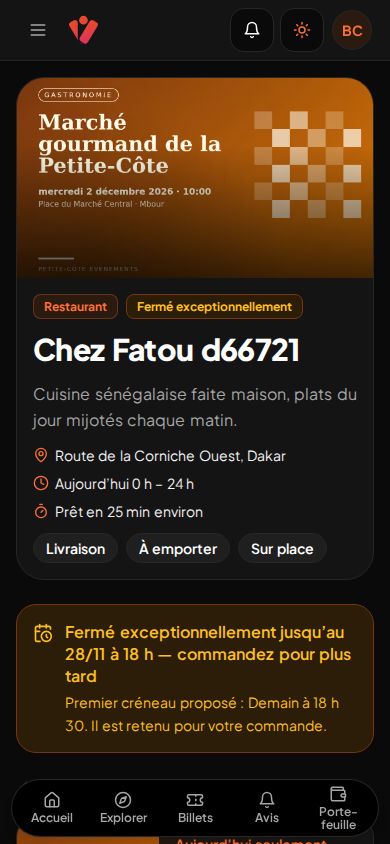 BC
GASTRONOMIE
Marché
gourmand de la
Petite-Côte
mercredi 2 décembre 2026 · 10:00
Place du Marché Central · Mbour
PETITE-CÔTE ÉVÉNEMENTS
Restaurant
Fermé exceptionnellement
Chez Fatou d66721
Cuisine sénégalaise faite maison, plats du
jour mijotés chaque matin.
Route de la Corniche Ouest, Dakar
Aujourd’hui 0 h – 24 h
Prêt en 25 min environ
Livraison
À emporter
Sur place
Fermé exceptionnellement jusqu’au
28/11 à 18 h — commandez pour plus
tard
Premier créneau proposé : Demain à 18 h
30. Il est retenu pour votre commande.
Aujourd’hui seulement
Accueil
Explorer
Billets
Avis
Porte-
feuille